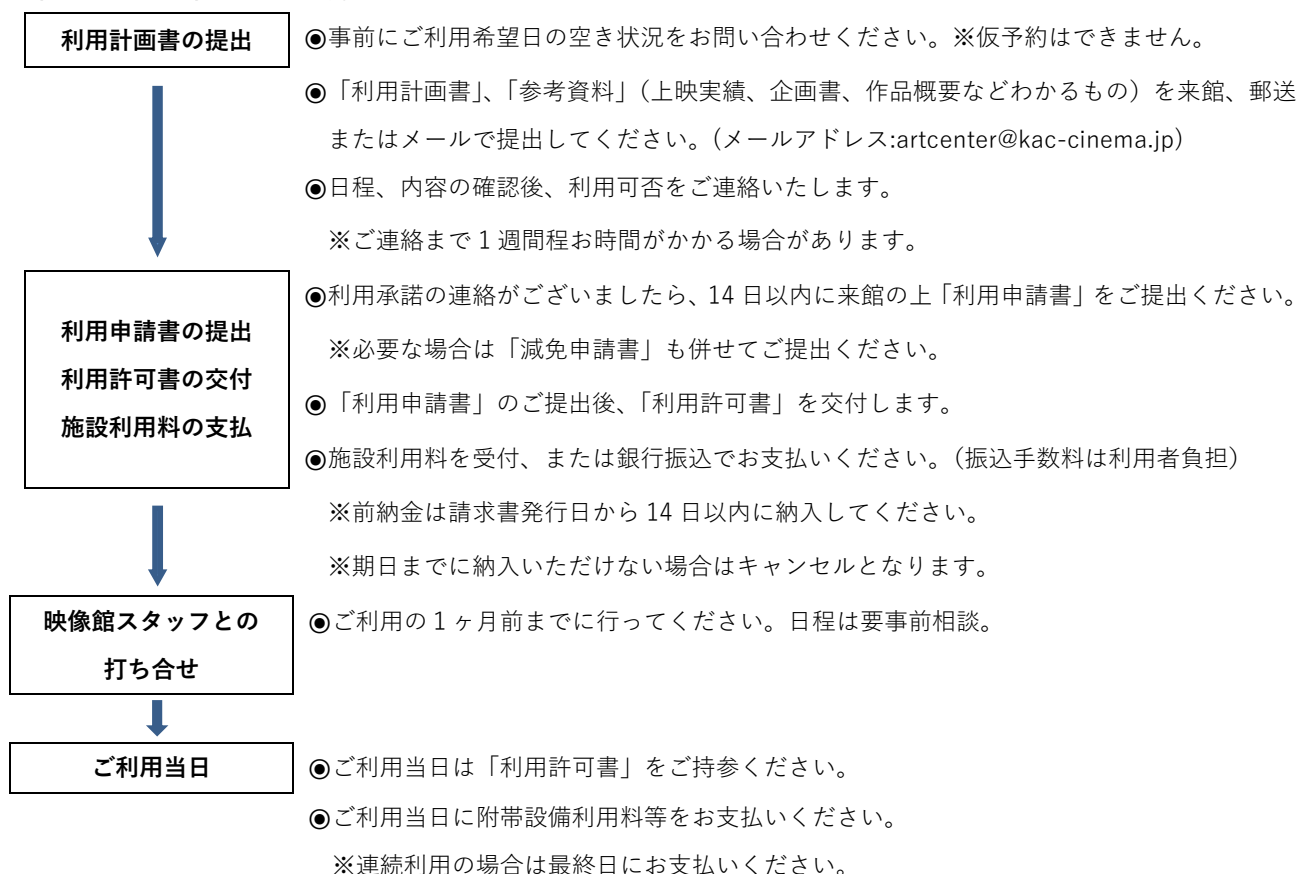 利用計画書の提出
◉事前にご利用希望日の空き状況をお問い合わせください。※仮予約はできません。
◉「利用計画書」、「参考資料」（上映実績、企画書、作品概要などわかるもの）を来館、郵送
またはメールで提出してください。(メールアドレス:artcenter@kac-cinema.jp)
◉日程、内容の確認後、利用可否をご連絡いたします。
※ご連絡まで１週間程お時間がかかる場合があります。
利用申請書の提出
利用許可書の交付
施設利用料の支払
◉利用承諾の連絡がございましたら、14 日以内に来館の上「利用申請書」をご提出ください。
※必要な場合は「減免申請書」も併せてご提出ください。
◉「利用申請書」のご提出後、「利用許可書」を交付します。
◉施設利用料を受付、または銀行振込でお支払いください。（振込手数料は利用者負担）
※前納金は請求書発行日から 14 日以内に納入してください。
※期日までに納入いただけない場合はキャンセルとなります。
映像館スタッフとの
打ち合せ
◉ご利用の１ヶ月前までに行ってください。日程は要事前相談。
ご利用当日
◉ご利用当日は「利用許可書」をご持参ください。
◉ご利用当日に附帯設備利用料等をお支払いください。
※連続利用の場合は最終日にお支払いください。